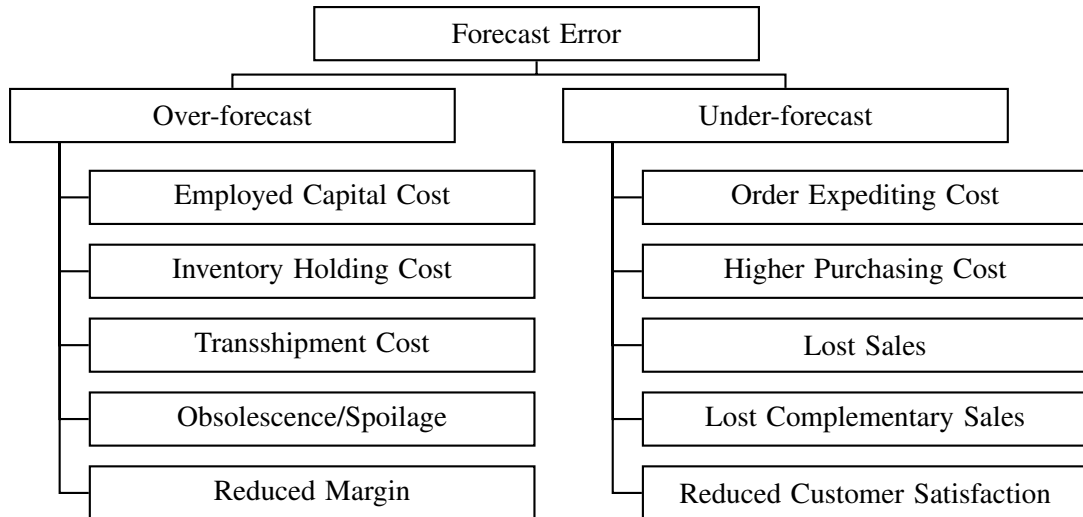 Forecast Error
Over-forecast
Employed Capital Cost
Inventory Holding Cost
Transshipment Cost
Obsolescence/Spoilage
Reduced Margin
Under-forecast
Order Expediting Cost
Higher Purchasing Cost
Lost Sales
Lost Complementary Sales
Reduced Customer Satisfaction